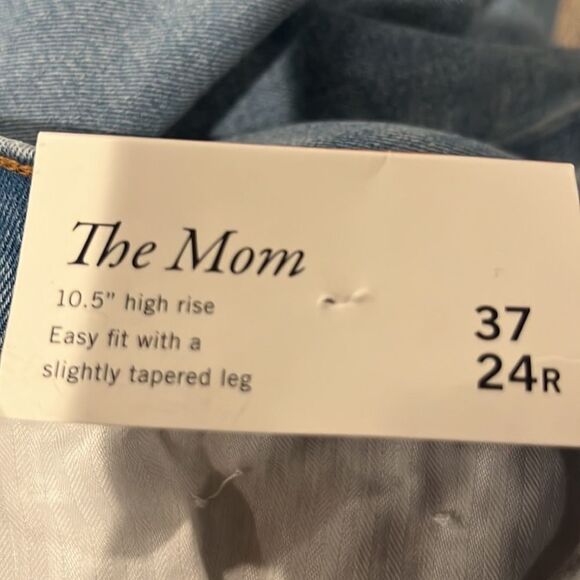 The Mom
10.5" high rise
Easy fit with a
slightly tapered leg
37
24R